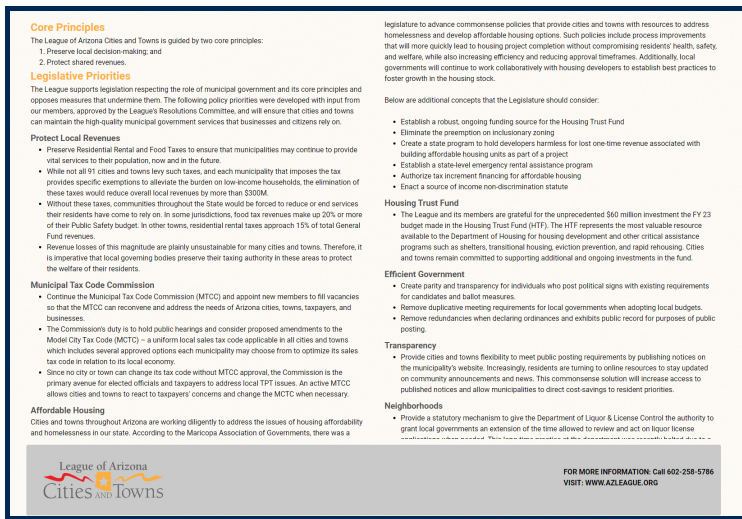 Core Principles
The League of Arizona Cities and Towns is guided by two core principles:
1. Preserve local decision-making; and
2. Protect shared revenues.
Legislative Priorities
The League supports legislation respecting the role of municipal government and its core principles and
opposes measures that undermine them. The following policy priorities were developed with input from
our members, approved by the League's Resolutions Committee, and will ensure that cities and towns
can maintain the high-quality municipal government services that businesses and citizens rely on.
Protect Local Revenues
• Preserve Residential Rental and Food Taxes to ensure that municipalities may continue to provide
vital services to their population, now and in the future.
• While not all 91 cities and towns levy such taxes, and each municipality that imposes the tax
provides specific exemptions to alleviate the burden on low-income households, the elimination of
these taxes would reduce overall local revenues by more than $300M.
• Without these taxes, communities throughout the State would be forced to reduce or end services
their residents have come to rely on. In some jurisdictions, food tax revenues make up 20% or more
of their Public Safety budget. In other towns, residential rental taxes approach 15% of total General
Fund revenues.
• Revenue losses of this magnitude are plainly unsustainable for many cities and towns. Therefore, it
is imperative that local governing bodies preserve their taxing authority in these areas to protect
the welfare of their residents.
Municipal Tax Code Commission
• Continue the Municipal Tax Code Commission (MTCC) and appoint new members to fill vacancies
so that the MTCC can reconvene and address the needs of Arizona cities, towns, taxpayers, and
businesses.
• The Commission's duty is to hold public hearings and consider proposed amendments to the
Model City Tax Code (MCTC) – a uniform local sales tax code applicable in all cities and towns
which includes several approved options each municipality may choose from to optimize its sales
tax code in relation to its local economy.
• Since no city or town can change its tax code without MTCC approval, the Commission is the
primary avenue for elected officials and taxpayers to address local TPT issues. An active MTCC
allows cities and towns to react to taxpayers' concerns and change the MCTC when necessary.
Affordable Housing
Cities and towns throughout Arizona are working diligently to address the issues of housing affordability
and homelessness in our state. According to the Maricopa Association of Governments, there was a
legislature to advance commonsense policies that provide cities and towns with resources to address
homelessness and develop affordable housing options. Such policies include process improvements
that will more quickly lead to housing project completion without compromising residents' health, safety,
and welfare, while also increasing efficiency and reducing approval timeframes. Additionally, local
governments will continue to work collaboratively with housing developers to establish best practices to
foster growth in the housing stock.
Below are additional concepts that the Legislature should consider:
• Establish a robust, ongoing funding source for the Housing Trust Fund
• Eliminate the preemption on inclusionary zoning
• Create a state program to hold developers harmless for lost one-time revenue associated with
building affordable housing units as part of a project
• Establish a state-level emergency rental assistance program
• Authorize tax increment financing for affordable housing
• Enact a source of income non-discrimination statute
Housing Trust Fund
• The League and its members are grateful for the unprecedented $60 million investment the FY 23
budget made in the Housing Trust Fund (HTF). The HTF represents the most valuable resource
available to the Department of Housing for housing development and other critical assistance
programs such as shelters, transitional housing, eviction prevention, and rapid rehousing. Cities
and towns remain committed to supporting additional and ongoing investments in the fund.
Efficient Government
• Create parity and transparency for individuals who post political signs with existing requirements
for candidates and ballot measures.
• Remove duplicative meeting requirements for local governments when adopting local budgets.
• Remove redundancies when declaring ordinances and exhibits public record for purposes of public
posting.
Transparency
• Provide cities and towns flexibility to meet public posting requirements by publishing notices on
the municipality's website. Increasingly, residents are turning to online resources to stay updated
on community announcements and news. This commonsense solution will increase access to
published notices and allow municipalities to direct cost-savings to resident priorities.
Neighborhoods
• Provide a statutory mechanism to give the Department of Liquor & License Control the authority to
grant local governments an extension of the time allowed to review and act on liquor license
League of Arizona
Cities AND Towns
FOR MORE INFORMATION: Call 602-258-5786
VISIT: WWW.AZLEAGUE.ORG